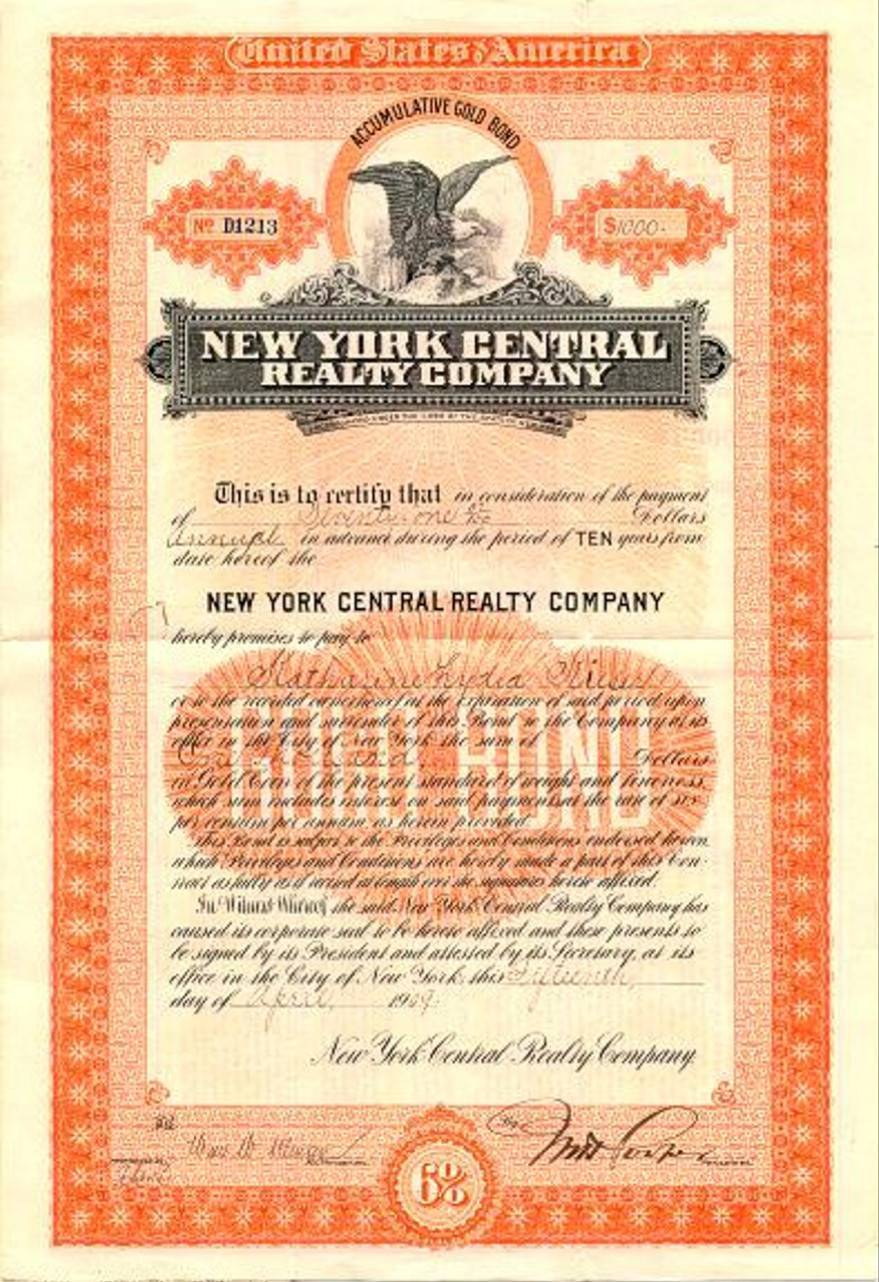 United States of America
ACCUMULATIVE GOLD BOND
No D1213
$1000.-
NEW YORK CENTRAL
REALTY COMPANY
This is to certify that in consideration of the payment
of Seventy-one Dollars
Annual in advance during the period of TEN years from
date hereof the
NEW YORK CENTRAL REALTY COMPANY
hereby promises to pay to
Katharine Lydia
or to the recorded owner hereof at the expiration of said period upon
presentation and surrender of this Bond to the Company at its
office in the City of New York the sum of
One Thousand. Dollars
in Gold Coin of the present standard of weight and fineness,
which sum includes interest on said payments at the rate of six
per centum per annum, as herein provided
This Bond is subject to the Privileges and Conditions endorsed hereon,
which Privileges and Conditions are hereby made a part of this Con-
tract as fully as if recited at length over the signatures hereto affixed.
In Witness Whereof the said New York Central Realty Company has
caused its corporate seal to be hereto affixed and these presents to
be signed by its President and attested by its Secretary, at its
office in the City of New York, this Fifteenth,
day of April, 1909.
GOLD BOND
New York Central Realty Company.
6%